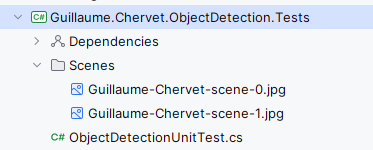 C# Guillaume.Chervet.ObjectDetection.Tests
Dependencies
Scenes
Guillaume-Chervet-scene-0.jpg
Guillaume-Chervet-scene-1.jpg
C# ObjectDetectionUnitTest.cs